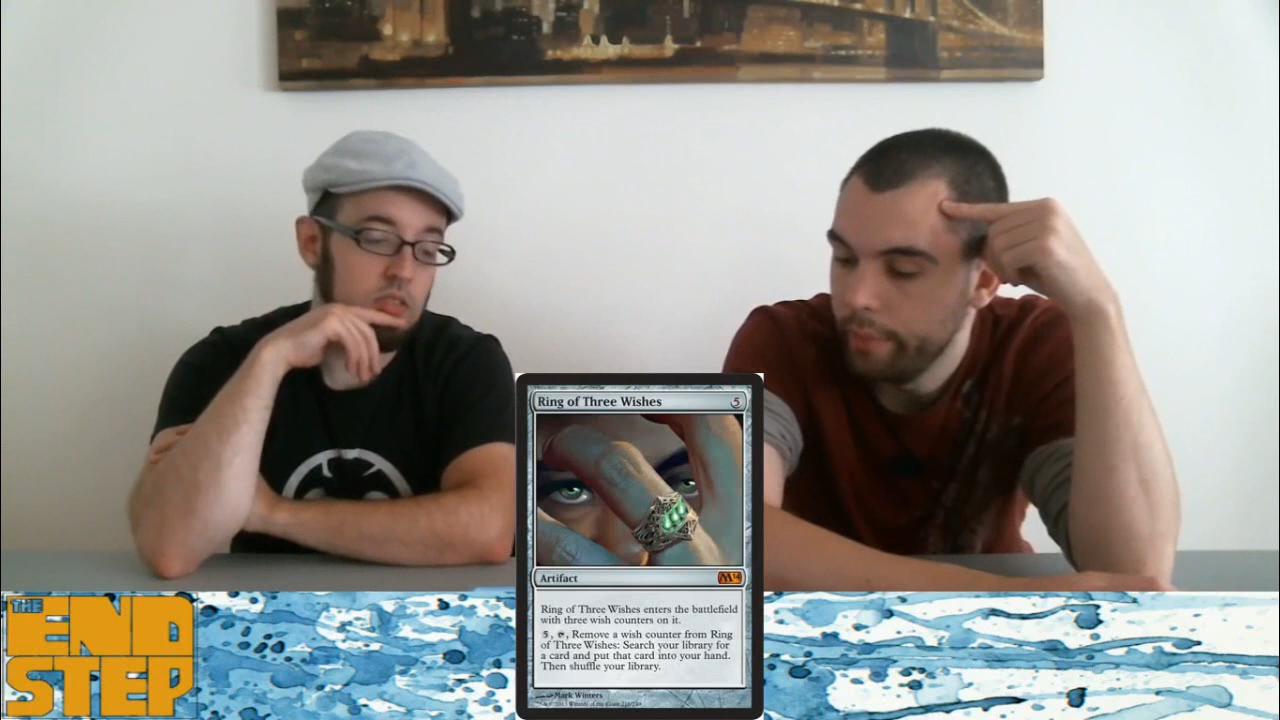 Ring of Three Wishes 5
Artifact M14
Ring of Three Wishes enters the battlefield
with three wish counters on it.
5, T, Remove a wish counter from Ring
of Three Wishes: Search your library for
a card and put that card into your hand.
Then shuffle your library.
Mark Winters
THE
END
STEP